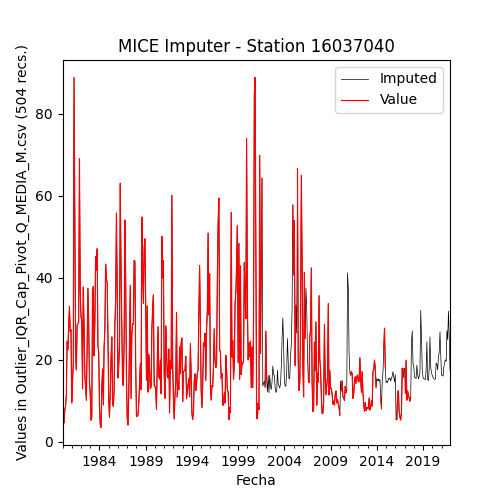 MICE Imputer - Station 16037040
Imputed
Value
Values in Outlier_IQR_Cap_Pivot_Q_MEDIA_M.csv (504 recs.)
80
60
40
20
0
1984 1989 1994 1999 2004 2009 2014 2019
Fecha